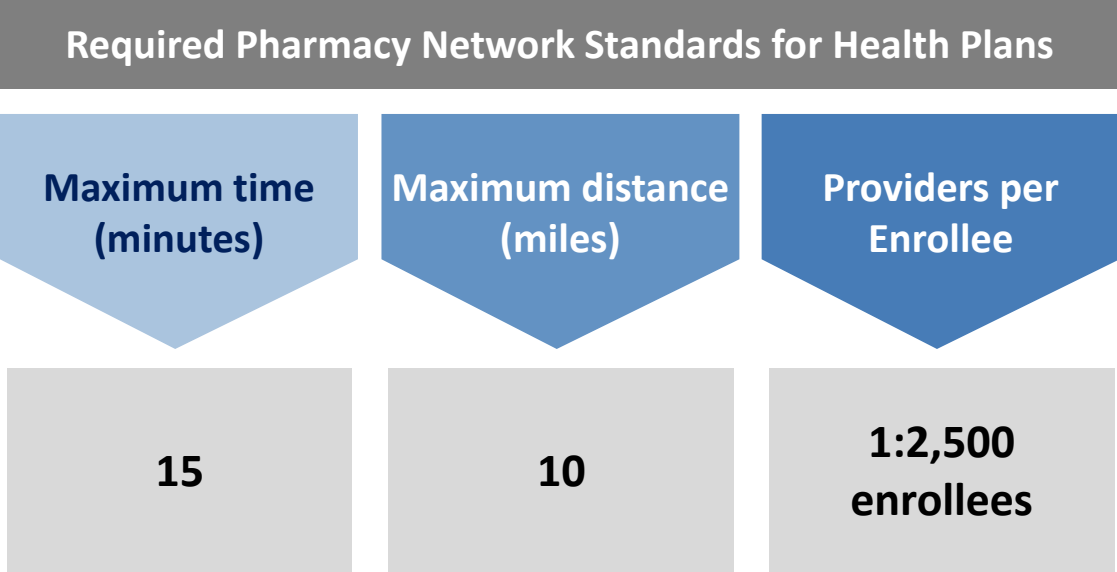 Required Pharmacy Network Standards for Health Plans
Maximum time
(minutes)
Maximum distance
(miles)
Providers per
Enrollee
15
10
1:2,500
enrollees